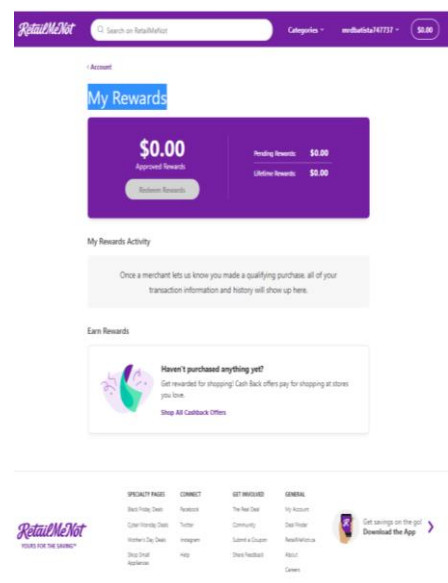 RetailMeNot
Search on RetailMeNot
Categories
mrdbatista747737
$0.00
‹ Account
My Rewards
$0.00
Approved Rewards
Redeem Rewards
Pending Rewards: $0.00
Lifetime Rewards: $0.00
My Rewards Activity
Once a merchant lets us know you made a qualifying purchase, all of your
transaction information and history will show up here.
Earn Rewards
Haven't purchased anything yet?
Get rewarded for shopping! Cash Back offers pay for shopping at stores
you love.
Shop All Cashback Offers
RetailMeNot
YOURS FOR THE SAVING™
SPECIALTY PAGES
Black Friday Deals
Cyber Monday Deals
Mother's Day Deals
Shop Small
Appliances
CONNECT
Facebook
Twitter
Instagram
Help
GET INVOLVED
The Real Deal
Community
Submit a Coupon
Share Feedback
GENERAL
My Account
Deal Finder
RetailMeNot.ca
About
Careers
Get savings on the go!
Download the App